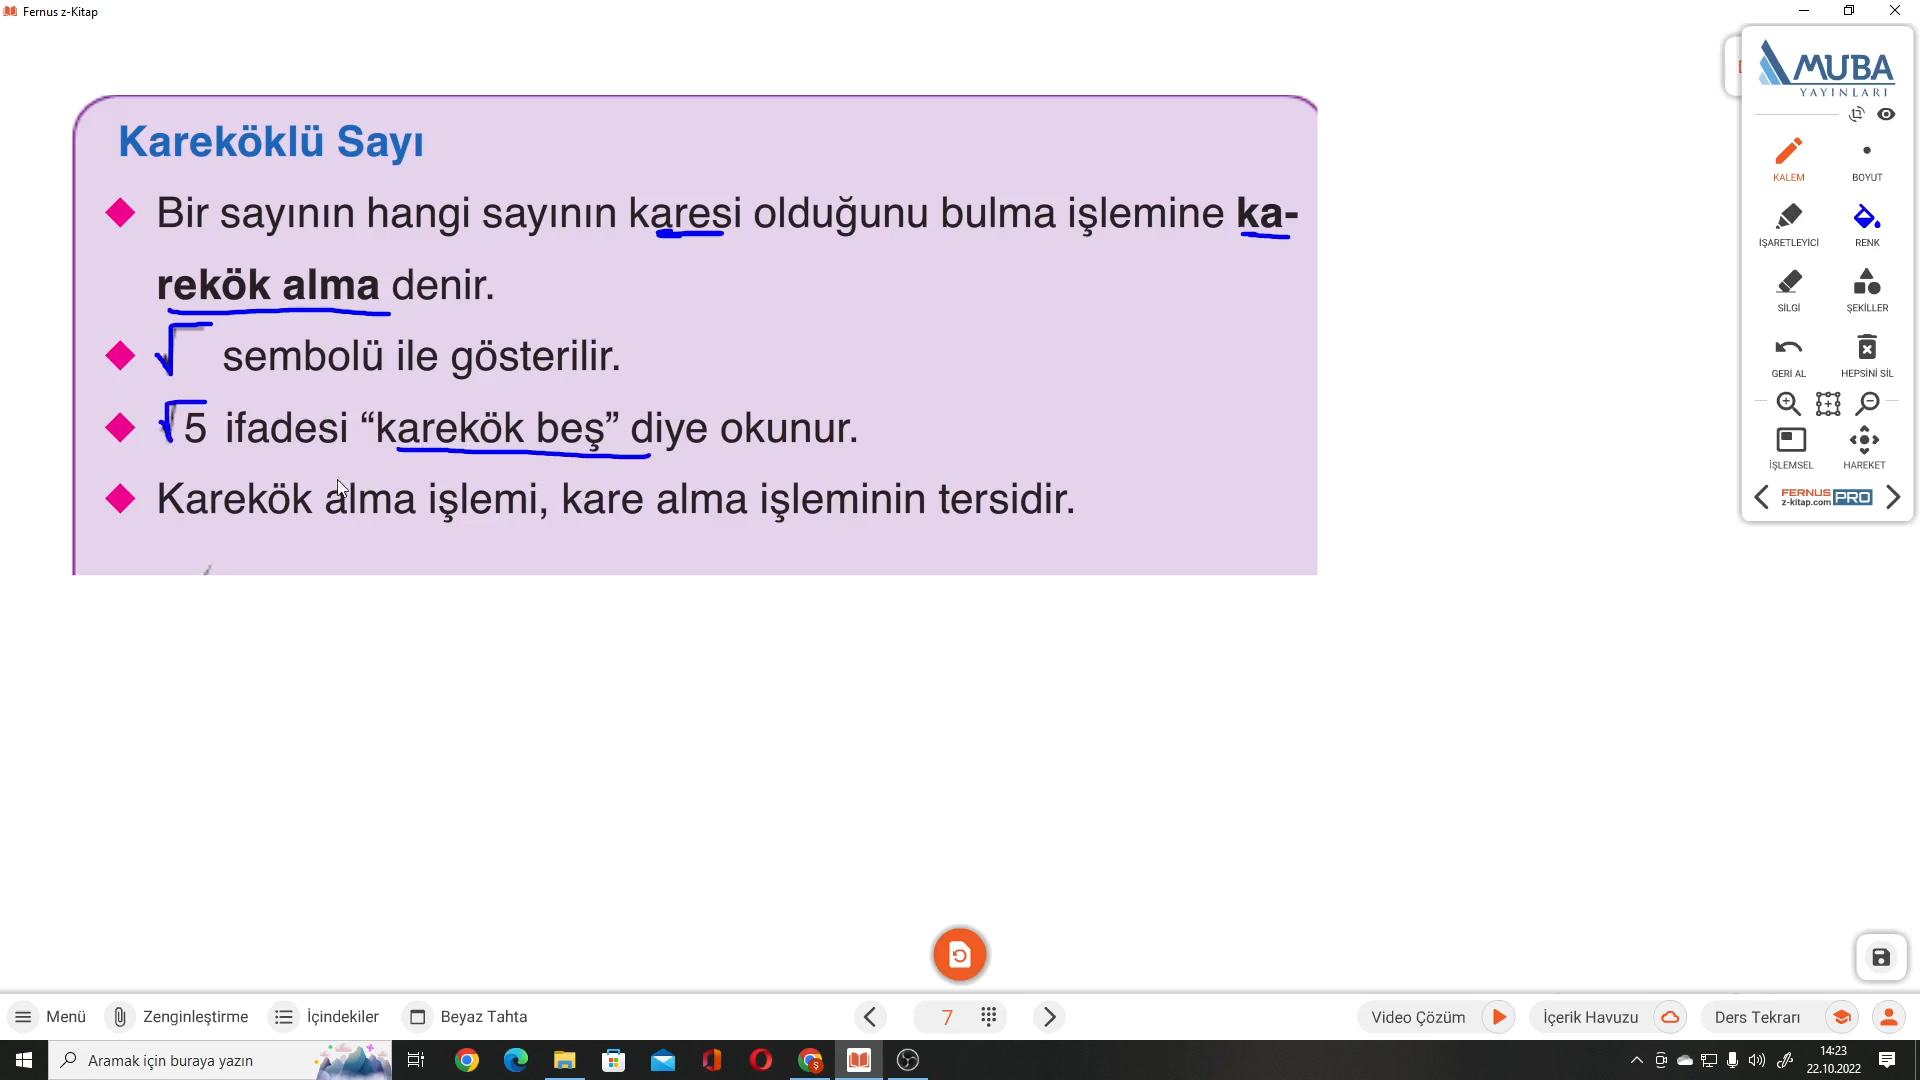 Fernus z-Kitap
MUBA
YAYINLARI
Kareköklü Sayı
Bir sayının hangi sayının karesi olduğunu bulma işlemine ka-
rekök alma denir.
√ sembolü ile gösterilir.
√5 ifadesi “karekök beş” diye okunur.
Karekök alma işlemi, kare alma işleminin tersidir.
KALEM BOYUT
İŞARETLEYİCİ RENK
SİLGİ ŞEKİLLER
GERİ AL HEPSİNİ SİL
İŞLEMSEL HAREKET
FERNUS
z-kitap.com PRO
Menü Zenginleştirme İçindekiler Beyaz Tahta 7 Video Çözüm İçerik Havuzu Ders Tekrarı
Aramak için buraya yazın
14:23
22.10.2022